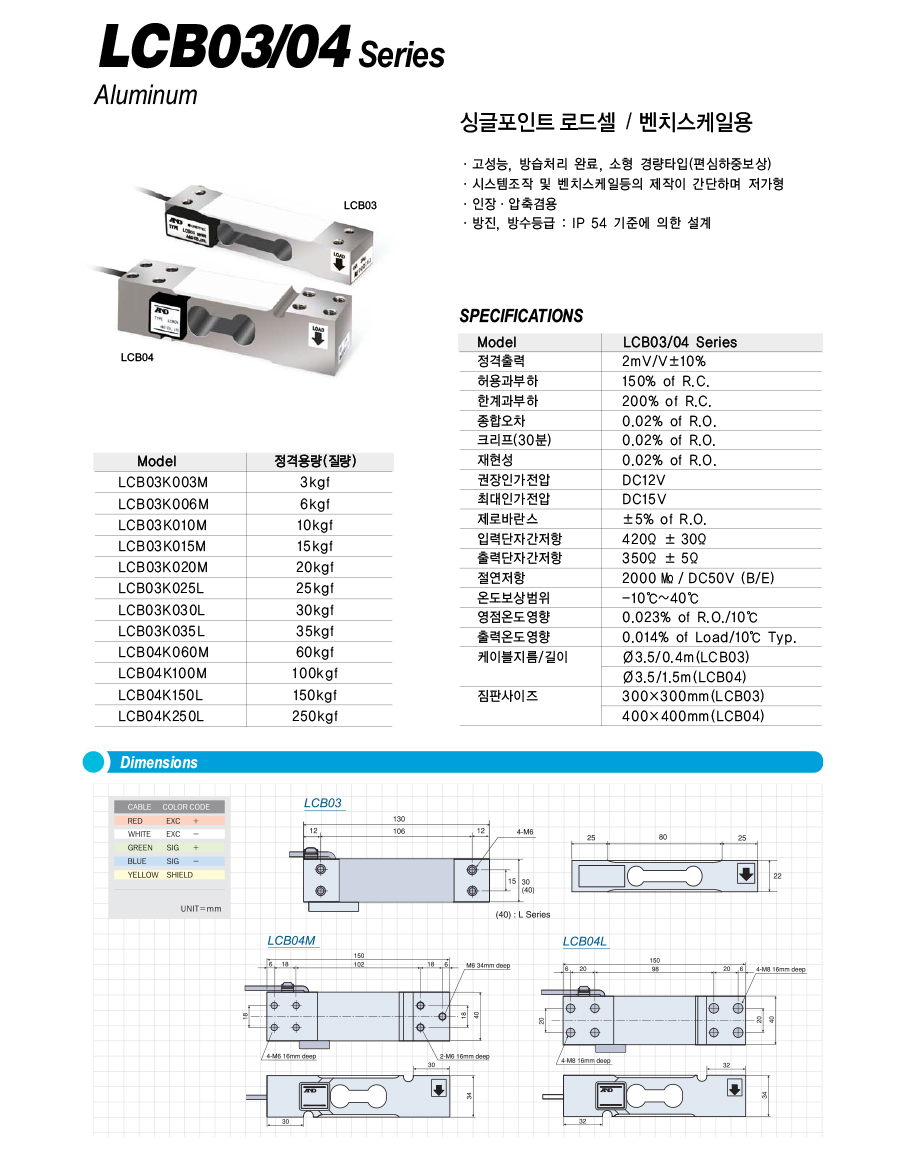 LCB03/04 Series
Aluminum
싱글포인트 로드셀 / 벤치스케일용
· 고성능, 방습처리 완료, 소형 경량타입(편심하중보상)
· 시스템조작 및 벤치스케일등의 제작이 간단하며 저가형
· 인장 · 압축겸용
· 방진, 방수등급 : IP 54 기준에 의한 설계
LCB03
AND
TYPE
LOAD
AND
TYPE
LOAD
LCB04
SPECIFICATIONS
Model LCB03/04 Series
정격출력 2mV/V±10%
허용과부하 150% of R.C.
한계과부하 200% of R.C.
종합오차 0.02% of R.O.
크리프(30분) 0.02% of R.O.
재현성 0.02% of R.O.
권장인가전압 DC12V
최대인가전압 DC15V
제로바란스 ±5% of R.O.
입력단자간저항 420Ω ± 30Ω
출력단자간저항 350Ω ± 5Ω
절연저항 2000 ㏁ / DC50V (B/E)
온도보상범위 -10℃~40℃
영점온도영향 0.023% of R.O./10℃
출력온도영향 0.014% of Load/10℃ Typ.
케이블지름/길이 Ø3.5/0.4m(LCB03)
Ø3.5/1.5m(LCB04)
짐판사이즈 300×300mm(LCB03)
400×400mm(LCB04)
Model 정격용량(질량)
LCB03K003M 3kgf
LCB03K006M 6kgf
LCB03K010M 10kgf
LCB03K015M 15kgf
LCB03K020M 20kgf
LCB03K025L 25kgf
LCB03K030L 30kgf
LCB03K035L 35kgf
LCB04K060M 60kgf
LCB04K100M 100kgf
LCB04K150L 150kgf
LCB04K250L 250kgf
Dimensions
CABLE COLOR CODE
RED EXC +
WHITE EXC −
GREEN SIG +
BLUE SIG −
YELLOW SHIELD
UNIT=mm
LCB03
130
12 106 12
4-M6
15 30
(40)
(40) : L Series
25 80 25
22
LCB04M
150
6 18 102 18 6
M6 34mm deep
18 18 40
4-M6 16mm deep
2-M6 16mm deep
30
AND
34
30
LCB04L
150
6 20 98 20 6
4-M8 16mm deep
20 20 40
4-M8 16mm deep
32
AND
34
32